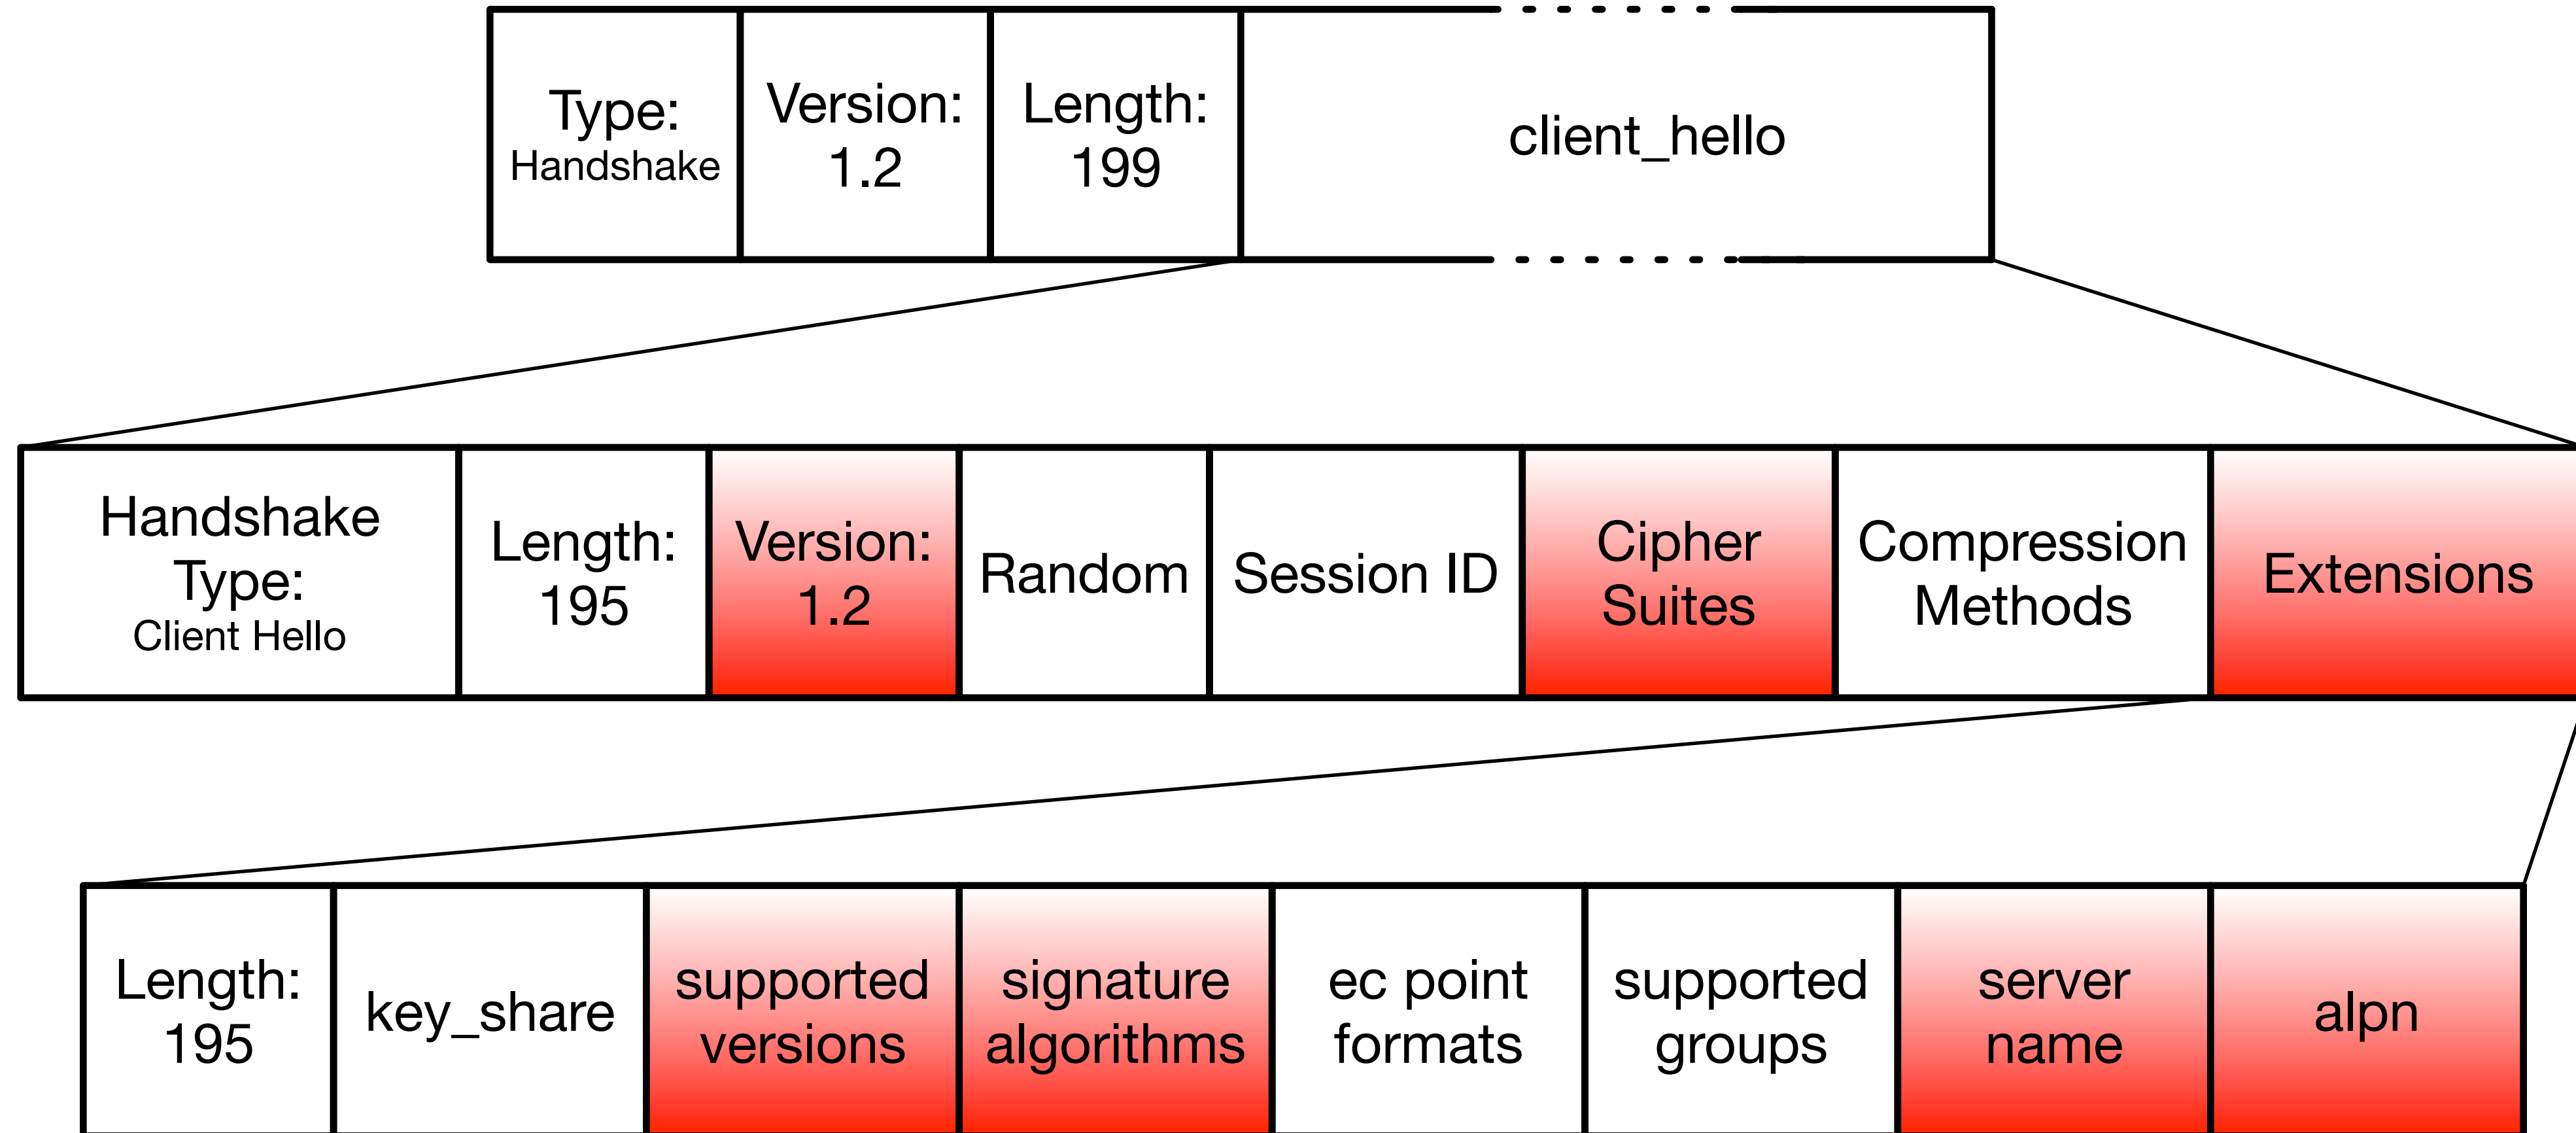 Type:
Handshake
Version:
1.2
Length:
199
client_hello
Handshake
Type:
Client Hello
Length:
195
Version:
1.2
Random
Session ID
Cipher
Suites
Compression
Methods
Extensions
Length:
195
key_share
supported
versions
signature
algorithms
ec point
formats
supported
groups
server
name
alpn